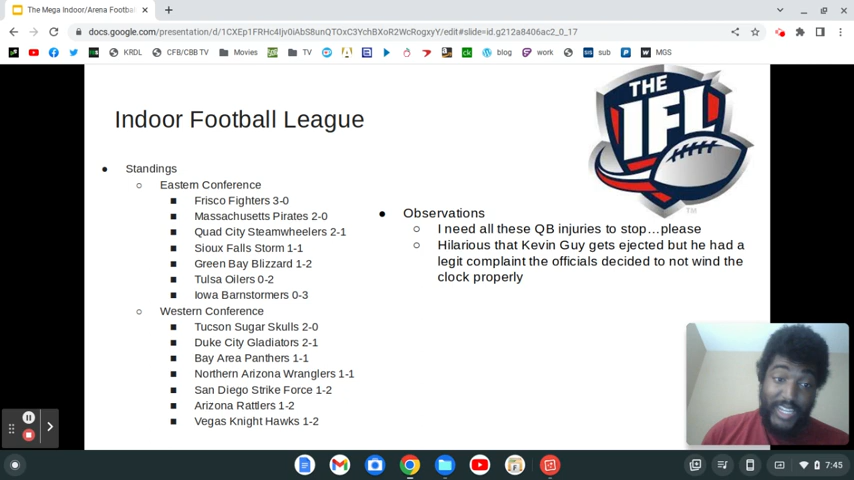 The Mega Indoor/Arena Footbal
docs.google.com/presentation/d/1CXEp1FRHc4Ijv0iAbS8unQTOxC3YchBXoR2WcRogxyY/edit#slide=id.g212a8406ac2_0_17
KRDL
CFB/CBB TV
Movies
TV
blog
work
sub
MGS
THE
IFL
TM
Indoor Football League
Standings
Eastern Conference
Frisco Fighters 3-0
Massachusetts Pirates 2-0
Quad City Steamwheelers 2-1
Sioux Falls Storm 1-1
Green Bay Blizzard 1-2
Tulsa Oilers 0-2
Iowa Barnstormers 0-3
Western Conference
Tucson Sugar Skulls 2-0
Duke City Gladiators 2-1
Bay Area Panthers 1-1
Northern Arizona Wranglers 1-1
San Diego Strike Force 1-2
Arizona Rattlers 1-2
Vegas Knight Hawks 1-2
Observations
I need all these QB injuries to stop…please
Hilarious that Kevin Guy gets ejected but he had a
legit complaint the officials decided to not wind the
clock properly
7:45